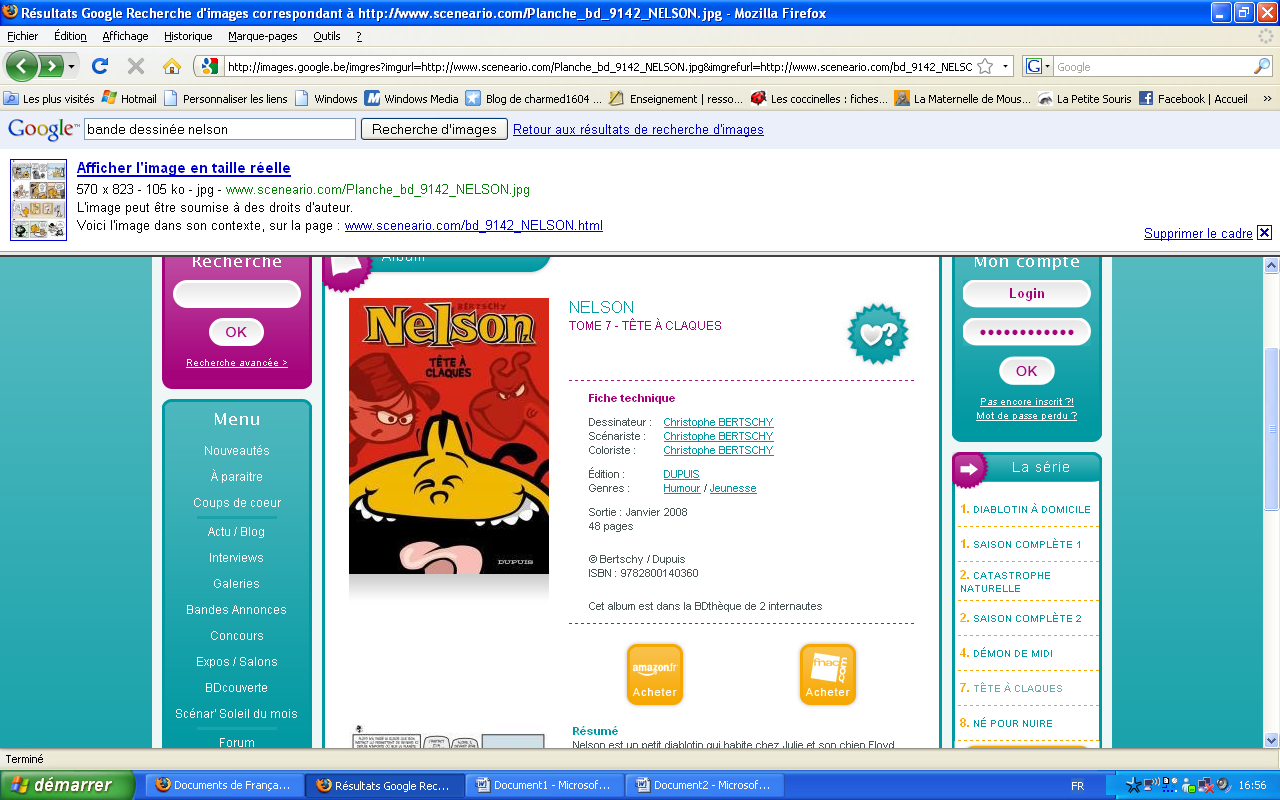 Résultats Google Recherche d'images correspondant à http://www.sceneario.com/Planche_bd_9142_NELSON.jpg - Mozilla Firefox
Fichier Édition Affichage Historique Marque-pages Outils ?
http://images.google.be/imgres?imgurl=http://www.sceneario.com/Planche_bd_9142_NELSON.jpg&imgrefurl=http://www.sceneario.com/bd_9142_NELSC
Google
Les plus visités Hotmail Personnaliser les liens Windows Windows Media Blog de charmed1604 ... Enseignement | resso... Les coccinelles : fiches... La Maternelle de Mous... La Petite Souris Facebook | Accueil »
Google™ bande dessinée nelson Recherche d'images Retour aux résultats de recherche d'images
Afficher l'image en taille réelle
570 x 823 - 105 ko - jpg - www.sceneario.com/Planche_bd_9142_NELSON.jpg
L'image peut être soumise à des droits d'auteur.
Voici l'image dans son contexte, sur la page : www.sceneario.com/bd_9142_NELSON.html
Supprimer le cadre
Recherche
OK
Recherche avancée >
Menu
Nouveautés
À paraitre
Coups de coeur
Actu / Blog
Interviews
Galeries
Bandes Annonces
Concours
Expos / Salons
BDcouverte
Scénar' Soleil du mois
Forum
Album
BERTSCHY
Nelson
TÊTE À
CLAQUES
DUPUIS
NELSON
TOME 7 - TÊTE À CLAQUES
?
Fiche technique
Dessinateur : Christophe BERTSCHY
Scénariste : Christophe BERTSCHY
Coloriste : Christophe BERTSCHY
Édition : DUPUIS
Genres : Humour / Jeunesse
Sortie : Janvier 2008
48 pages
© Bertschy / Dupuis
ISBN : 9782800140360
Cet album est dans la BDthèque de 2 internautes
amazon.fr
Acheter
fnac.com
Acheter
Résumé
Nelson est un petit diablotin qui habite chez Julie et son chien Floyd
Mon compte
Login
OK
Pas encore inscrit ?!
Mot de passe perdu ?
La série
1. DIABLOTIN À DOMICILE
1. SAISON COMPLÈTE 1
2. CATASTROPHE
NATURELLE
2. SAISON COMPLÈTE 2
4. DÉMON DE MIDI
7. TÊTE À CLAQUES
8. NÉ POUR NUIRE
Terminé
démarrer Documents de França... Résultats Google Rec... Document1 - Microsof... Document2 - Microsof... FR 16:56